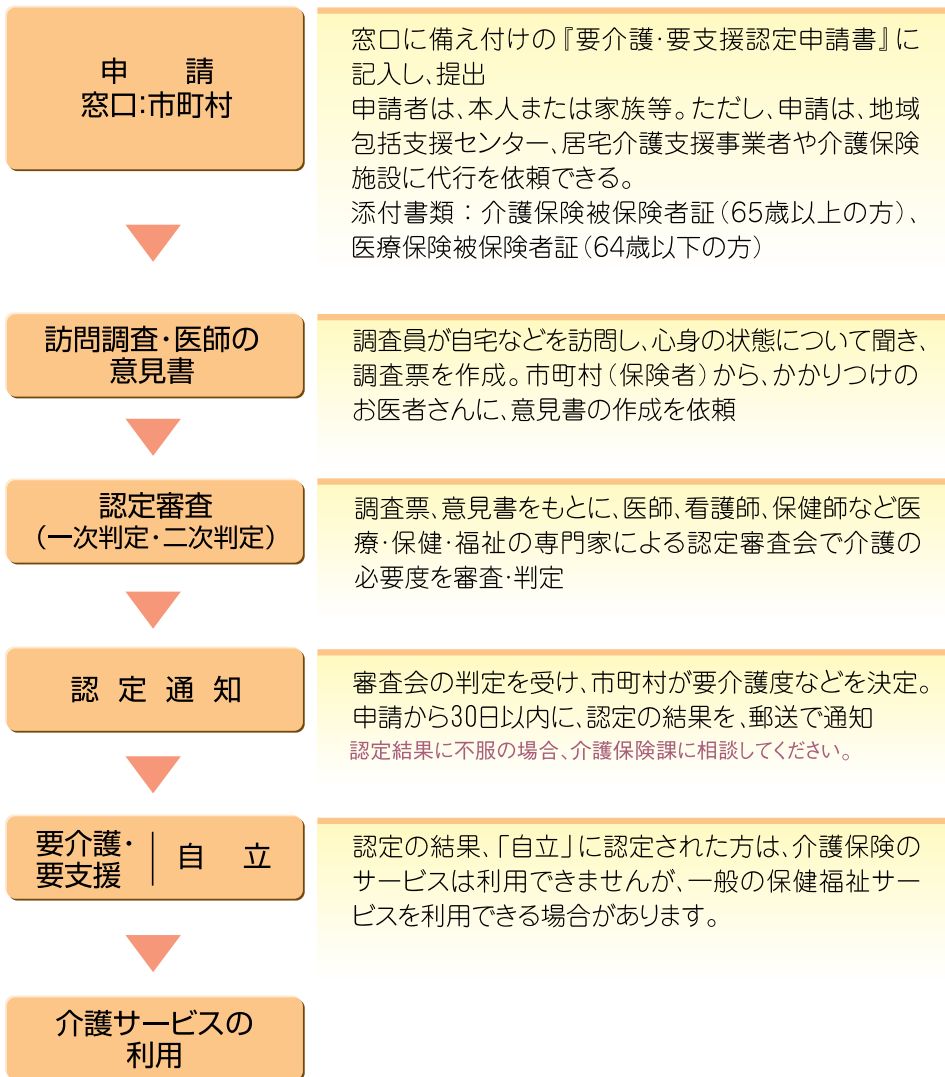 申　請
窓口：市町村
窓口に備え付けの『要介護・要支援認定申請書』に
記入し、提出
申請者は、本人または家族等。ただし、申請は、地域
包括支援センター、居宅介護支援事業者や介護保険
施設に代行を依頼できる。
添付書類：介護保険被保険者証（65歳以上の方）、
医療保険被保険者証（64歳以下の方）
訪問調査・医師の
意見書
調査員が自宅などを訪問し、心身の状態について聞き、
調査票を作成。市町村（保険者）から、かかりつけの
お医者さんに、意見書の作成を依頼
認定審査
（一次判定・二次判定）
調査票、意見書をもとに、医師、看護師、保健師など医
療・保健・福祉の専門家による認定審査会で介護の
必要度を審査・判定
認定通知
審査会の判定を受け、市町村が要介護度などを決定。
申請から30日以内に、認定の結果を、郵送で通知
認定結果に不服の場合、介護保険課に相談してください。
要介護・
要支援
自　立
認定の結果、「自立」に認定された方は、介護保険の
サービスは利用できませんが、一般の保健福祉サー
ビスを利用できる場合があります。
介護サービスの
利用